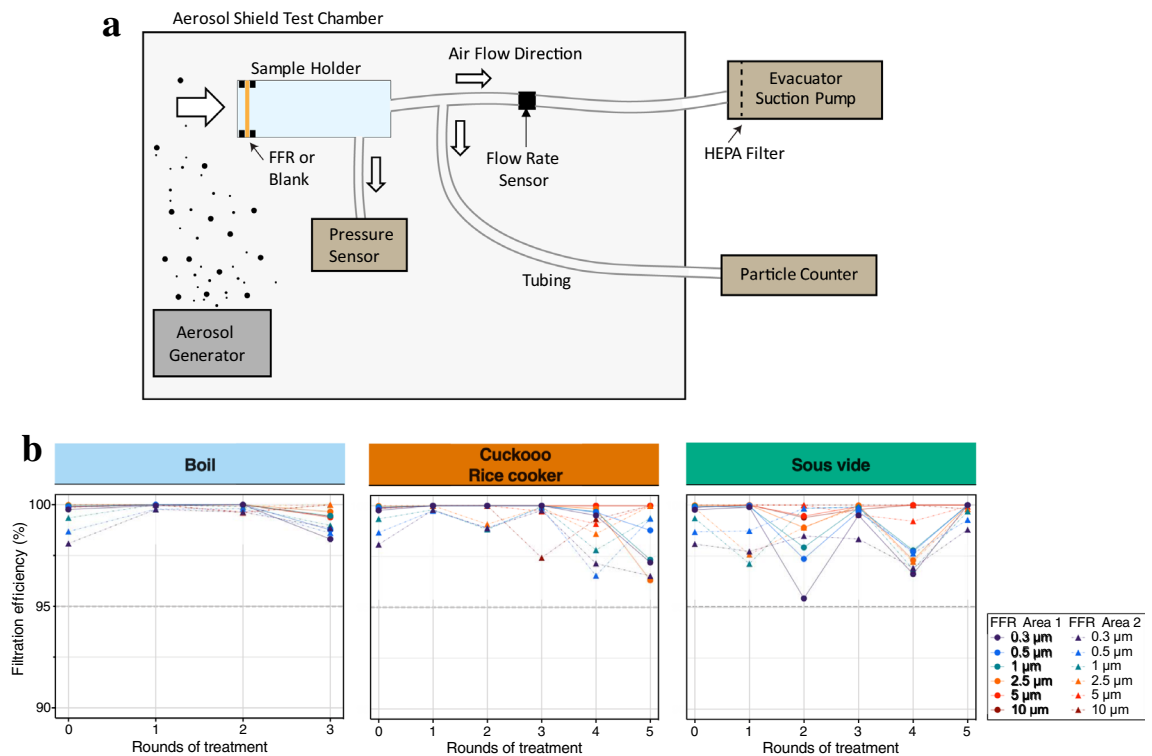 a
Aerosol Shield Test Chamber
Sample Holder
Air Flow Direction
Evacuator
Suction Pump
FFR or
Blank
Flow Rate
Sensor
HEPA Filter
Pressure
Sensor
Tubing
Particle Counter
Aerosol
Generator
b
Boil
Cuckooo
Rice cooker
Sous vide
Filtration efficiency (%)
100
95
90
0 1 2 3
Rounds of treatment
0 1 2 3 4 5
Rounds of treatment
0 1 2 3 4 5
Rounds of treatment
FFR Area 1 FFR Area 2
0.3 µm 0.3 µm
0.5 µm 0.5 µm
1 µm 1 µm
2.5 µm 2.5 µm
5 µm 5 µm
10 µm 10 µm